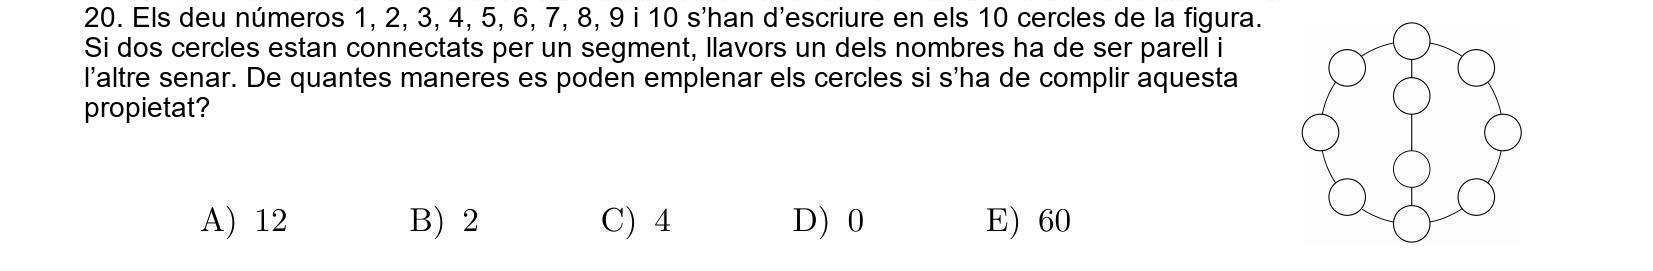 20. Els deu números 1, 2, 3, 4, 5, 6, 7, 8, 9 i 10 s’han d’escriure en els 10 cercles de la figura.
Si dos cercles estan connectats per un segment, llavors un dels nombres ha de ser parell i
l’altre senar. De quantes maneres es poden emplenar els cercles si s’ha de complir aquesta
propietat?
A) 12 B) 2 C) 4 D) 0 E) 60